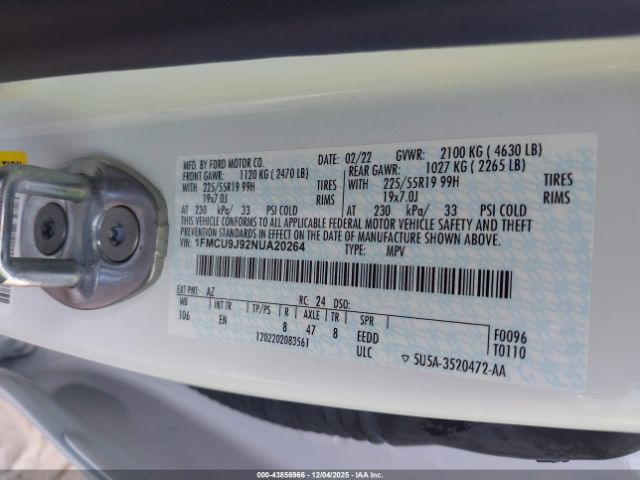 ATTION
MFD. BY FORD MOTOR CO. DATE: 02/22 GVWR: 2100 KG ( 4630 LB)
FRONT GAWR: 1120 KG ( 2470 LB) REAR GAWR: 1027 KG ( 2265 LB)
WITH 225/55R19 99H TIRES WITH 225/55R19 99H TIRES
19x7.0J RIMS 19x7.0J RIMS
AT 230 kPa/ 33 PSI COLD AT 230 kPa/ 33 PSI COLD
THIS VEHICLE CONFORMS TO ALL APPLICABLE FEDERAL MOTOR VEHICLE SAFETY AND THEFT
PREVENTION STANDARDS IN EFFECT ON THE DATE OF MANUFACTURE SHOWN ABOVE.
VIN: 1FMCU9J92NUA20264 TYPE: MPV
EXT PNT: AZ RC: 24 DSO:
WB INT TR TP/PS R AXLE TR SPR F0096
106 EN 8 47 8 EEDD T0110
1202202083561 ULC 5U5A-3520472-AA
000-43856966 - 12/04/2025 - IAAC